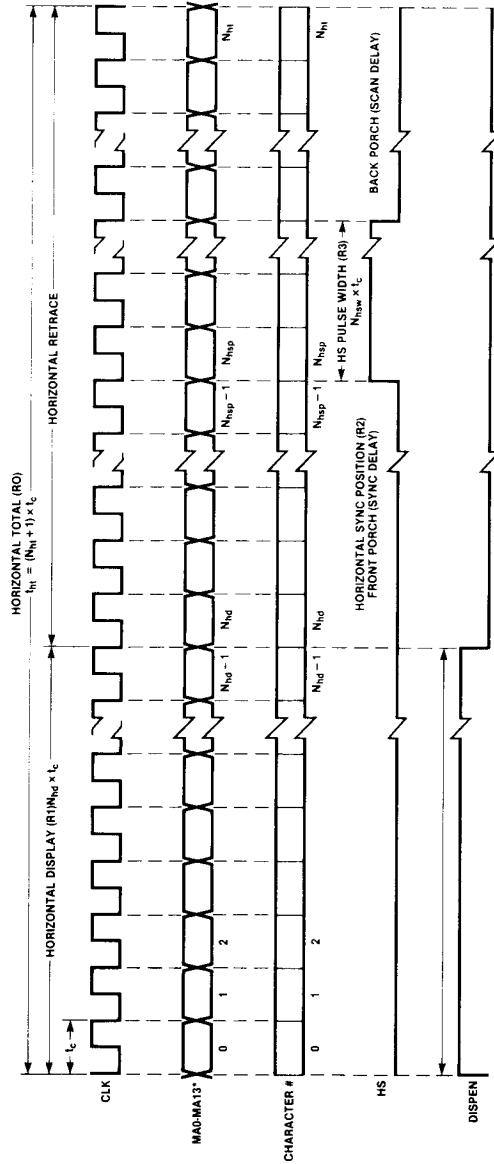 HORIZONTAL TOTAL (RO)
t_ht = (N_ht + 1) × t_c
HORIZONTAL DISPLAY (R1)N_hd × t_c
HORIZONTAL RETRACE
t_c
CLK
MA0-MA13*
0 1 2 N_hd − 1 N_hd N_hsp − 1 N_hsp N_ht
CHARACTER #
0 1 2 N_hd − 1 N_hd N_hsp − 1 N_hsp N_ht
HORIZONTAL SYNC POSITION (R2)
FRONT PORCH (SYNC DELAY)
HS PULSE WIDTH (R3)
N_hsw × t_c
BACK PORCH (SCAN DELAY)
HS
DISPEN